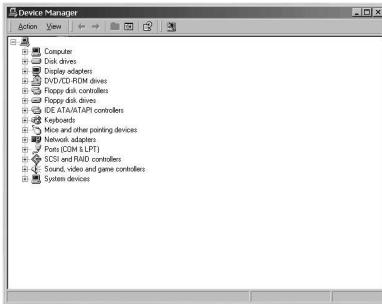 Device Manager
Action View
Computer
Disk drives
Display adapters
DVD/CD-ROM drives
Floppy disk controllers
Floppy disk drives
IDE ATA/ATAPI controllers
Keyboards
Mice and other pointing devices
Network adapters
Ports (COM & LPT)
SCSI and RAID controllers
Sound, video and game controllers
System devices